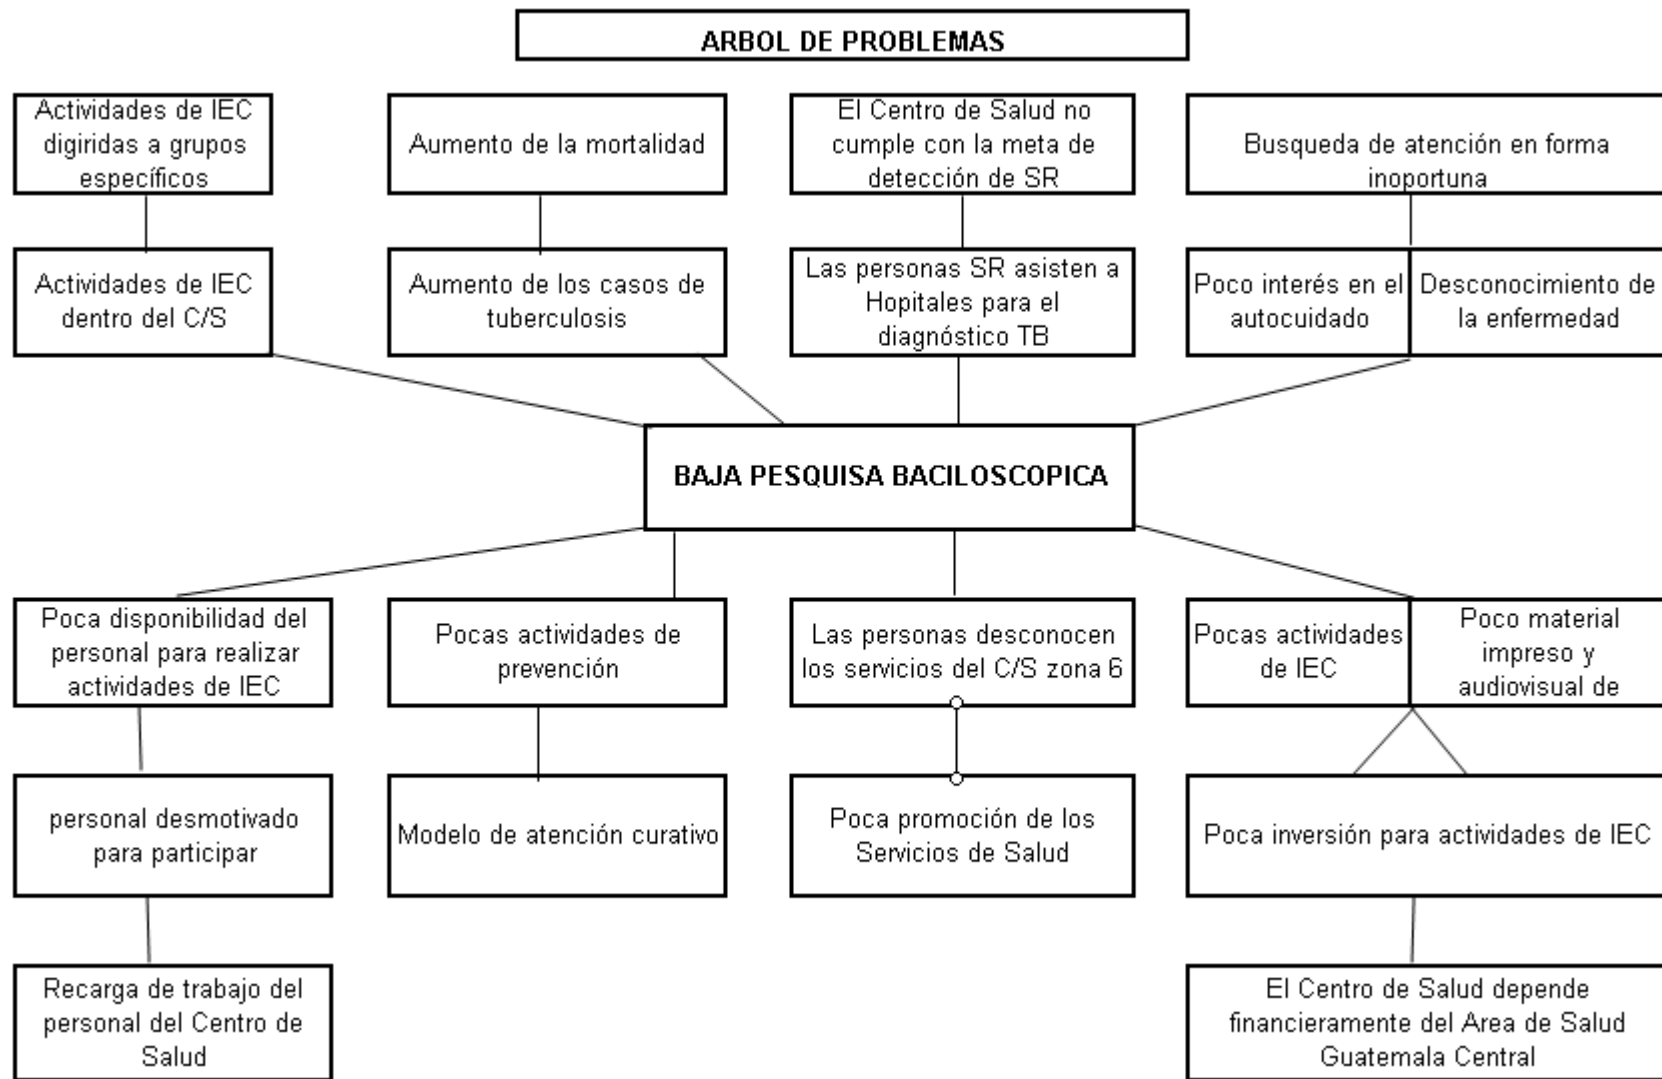 ARBOL DE PROBLEMAS
Actividades de IEC
digiridas a grupos
específicos
Aumento de la mortalidad
El Centro de Salud no
cumple con la meta de
detección de SR
Busqueda de atención en forma
inoportuna
Actividades de IEC
dentro del C/S
Aumento de los casos de
tuberculosis
Las personas SR asisten a
Hopitales para el
diagnóstico TB
Poco interés en el
autocuidado
Desconocimiento de
la enfermedad
BAJA PESQUISA BACILOSCOPICA
Poca disponibilidad del
personal para realizar
actividades de IEC
Pocas actividades de
prevención
Las personas desconocen
los servicios del C/S zona 6
Pocas actividades
de IEC
Poco material
impreso y
audiovisual de
personal desmotivado
para participar
Modelo de atención curativo
Poca promoción de los
Servicios de Salud
Poca inversión para actividades de IEC
Recarga de trabajo del
personal del Centro de
Salud
El Centro de Salud depende
financieramente del Area de Salud
Guatemala Central